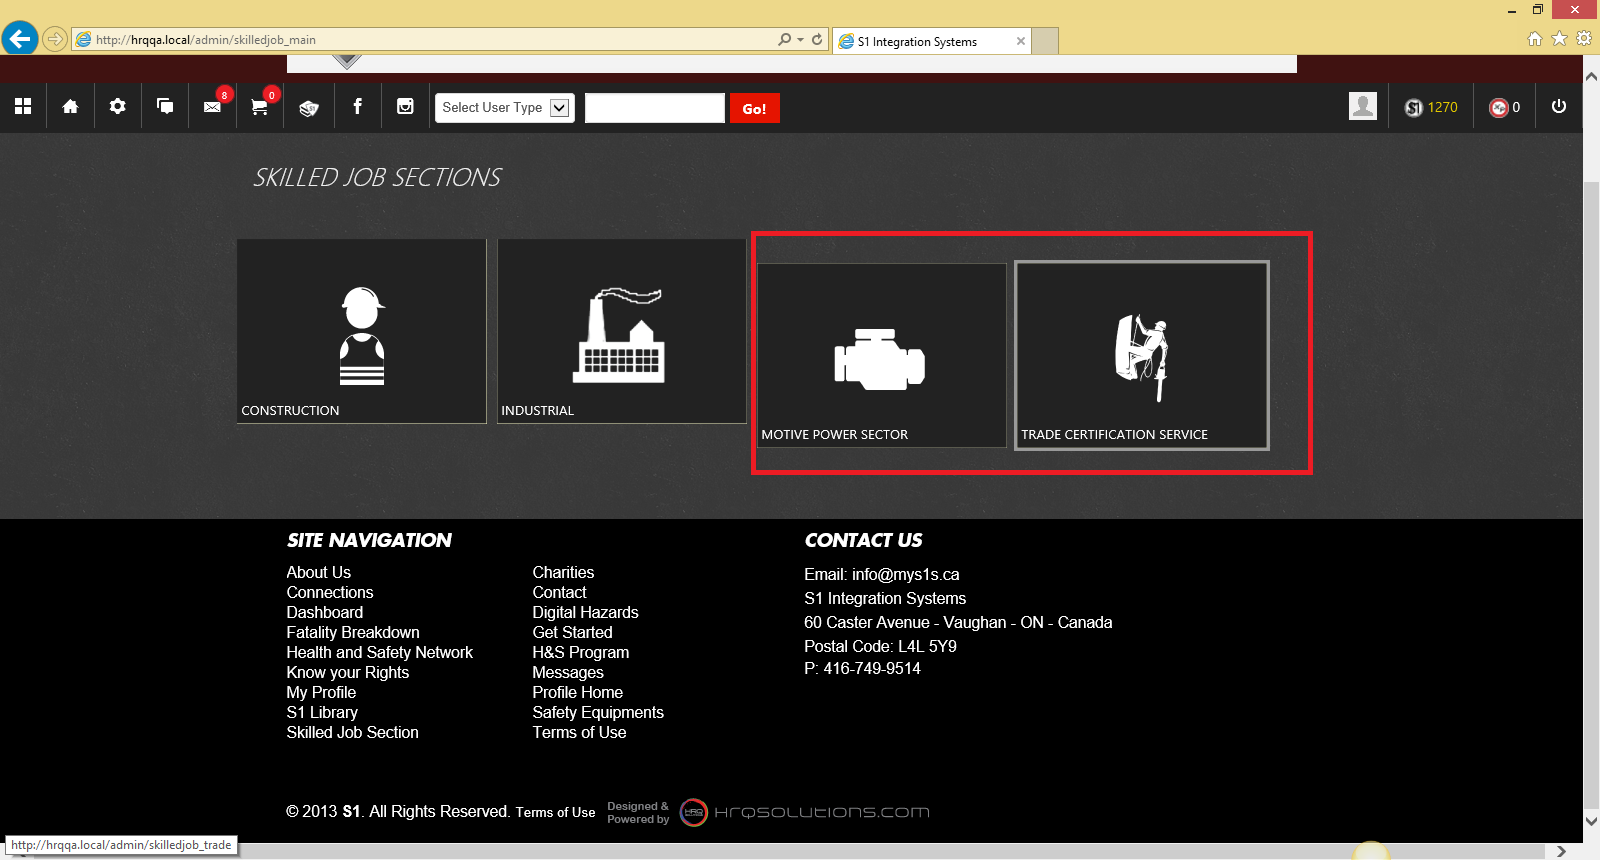 http://hrqqa.local/admin/skilledjob_main
S1 Integration Systems
8
0
Select User Type
Go!
1270
0
SKILLED JOB SECTIONS
CONSTRUCTION
INDUSTRIAL
MOTIVE POWER SECTOR
TRADE CERTIFICATION SERVICE
SITE NAVIGATION
About Us
Connections
Dashboard
Fatality Breakdown
Health and Safety Network
Know your Rights
My Profile
S1 Library
Skilled Job Section
Charities
Contact
Digital Hazards
Get Started
H&S Program
Messages
Profile Home
Safety Equipments
Terms of Use
CONTACT US
Email: info@mys1s.ca
S1 Integration Systems
60 Caster Avenue - Vaughan - ON - Canada
Postal Code: L4L 5Y9
P: 416-749-9514
© 2013 S1. All Rights Reserved. Terms of Use
Designed &
Powered by
HRQ
HRQSOLUTIONS.COM
http://hrqqa.local/admin/skilledjob_trade